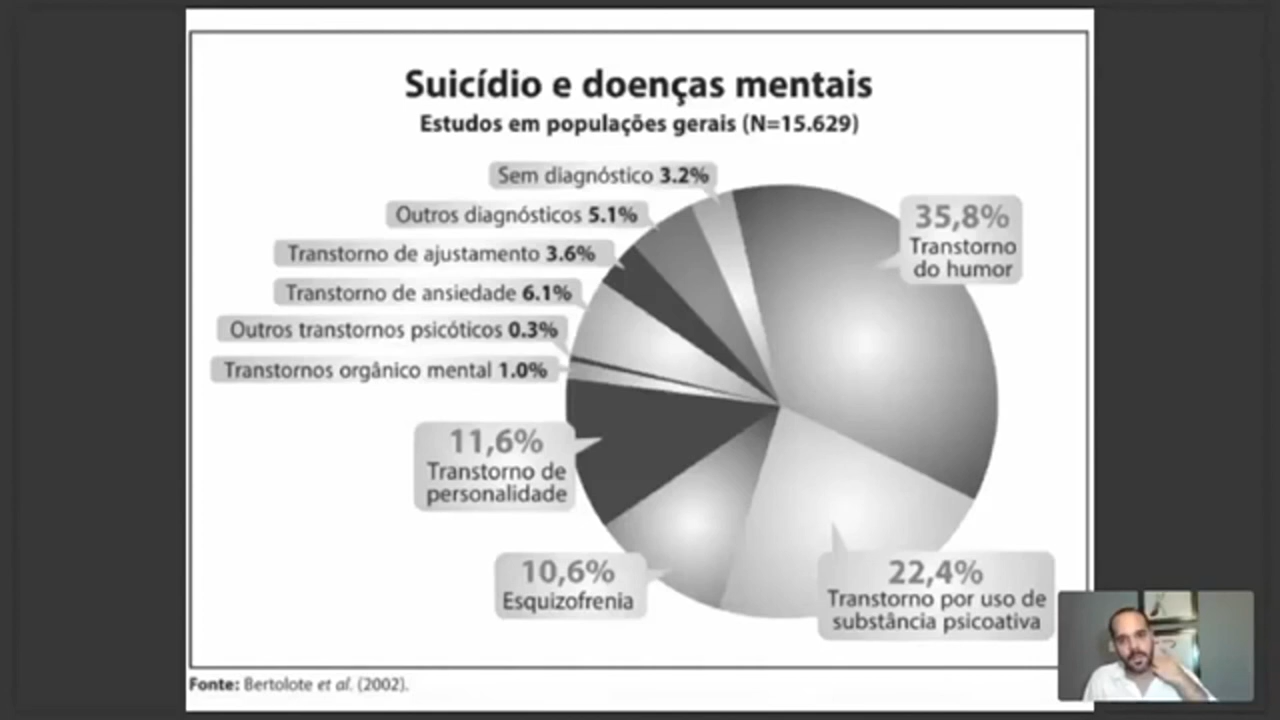 Suicídio e doenças mentais
Estudos em populações gerais (N=15.629)
Sem diagnóstico 3.2%
Outros diagnósticos 5.1%
Transtorno de ajustamento 3.6%
Transtorno de ansiedade 6.1%
Outros transtornos psicóticos 0.3%
Transtornos orgânico mental 1.0%
35,8%
Transtorno
do humor
11,6%
Transtorno de
personalidade
10,6%
Esquizofrenia
22,4%
Transtorno por uso de
substância psicoativa
Fonte: Bertolote et al. (2002).